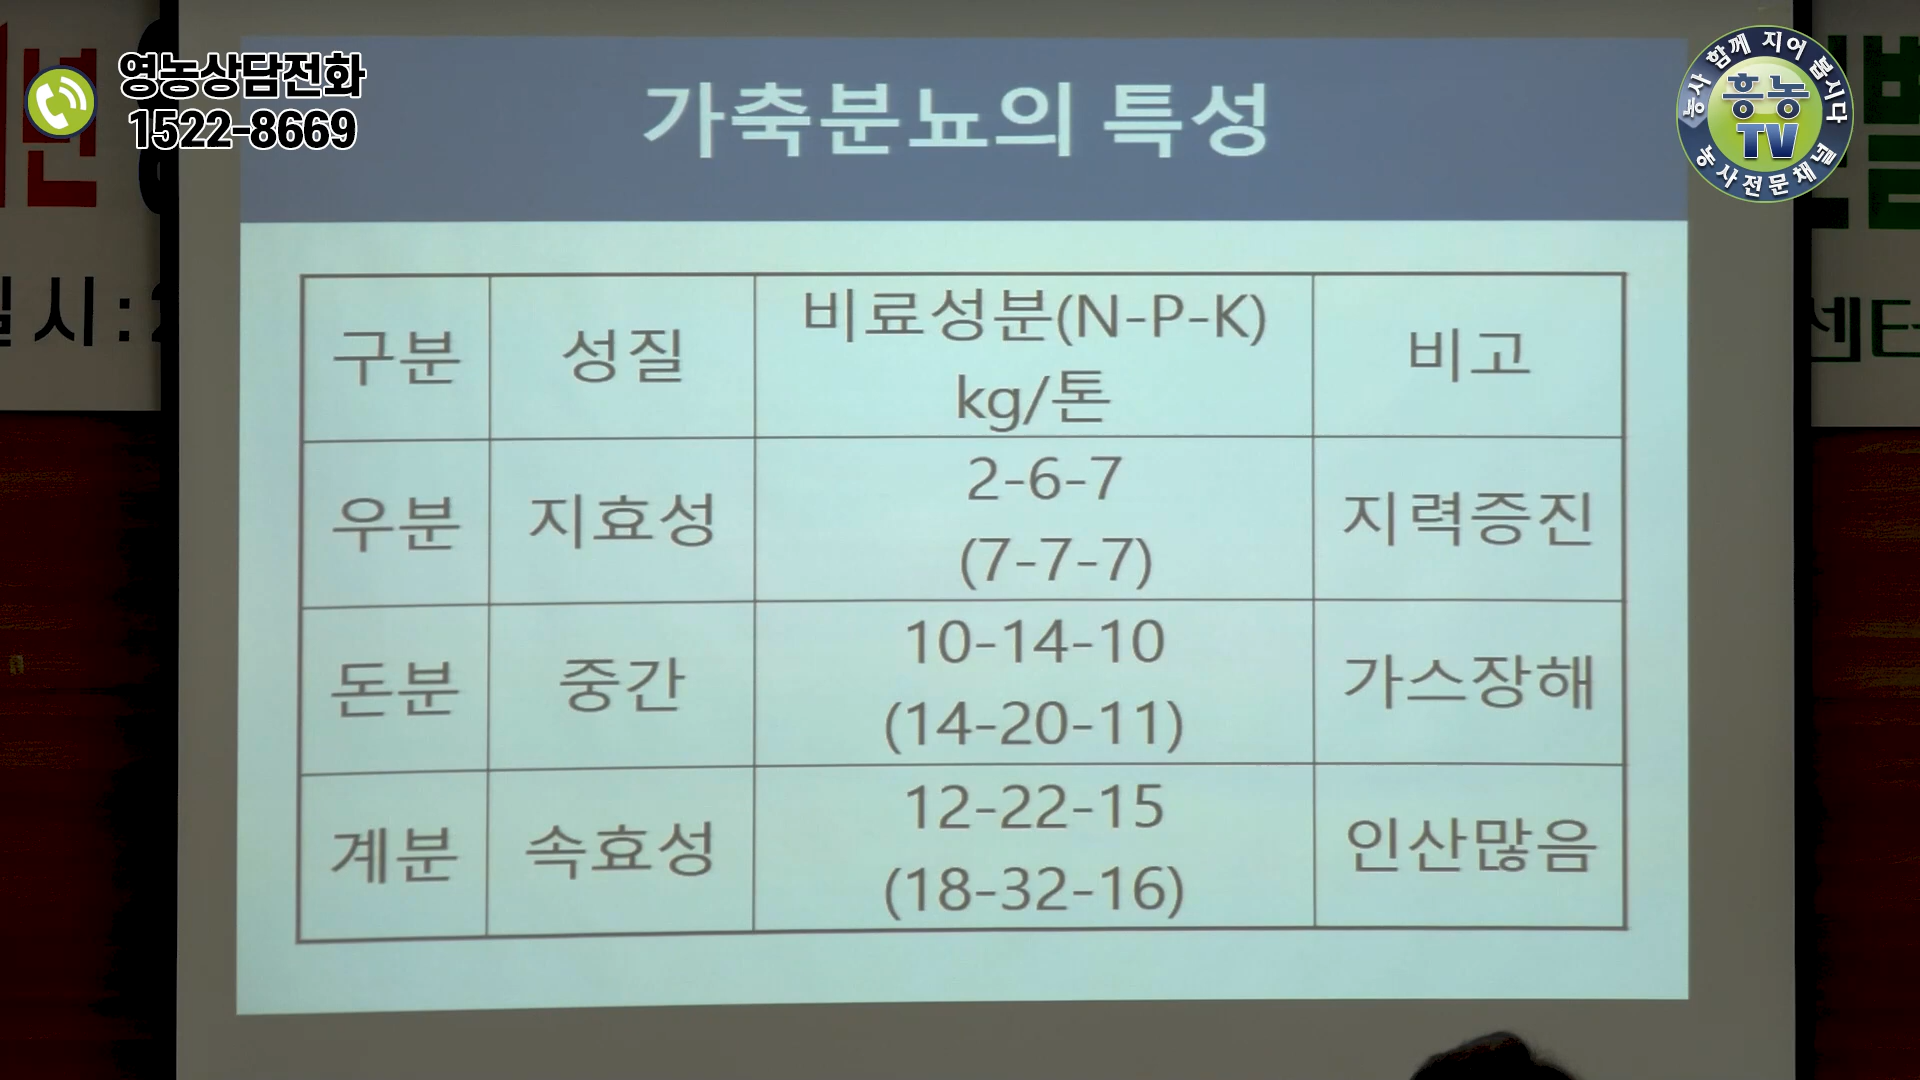 영농상담전화
1522-8669
농사 함께 지어 봅시다
흥농
TV
농사전문채널
가축분뇨의 특성
구분 성질 비료성분(N-P-K) kg/톤 비고
우분 지효성 2-6-7 (7-7-7) 지력증진
돈분 중간 10-14-10 (14-20-11) 가스장해
계분 속효성 12-22-15 (18-32-16) 인산많음
시:
센터